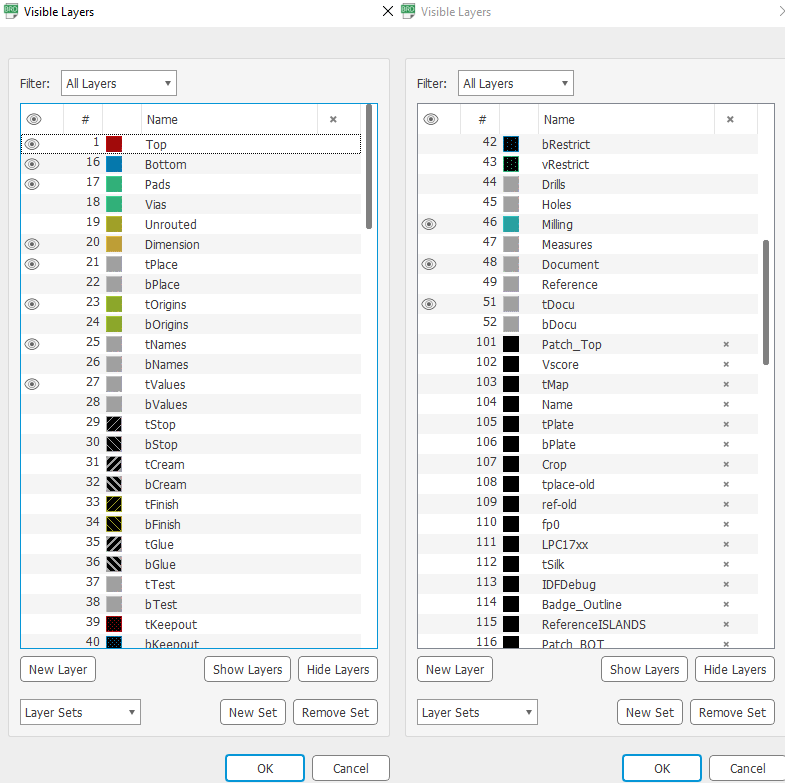 BRD Visible Layers
Filter: All Layers
# Name
1 Top
16 Bottom
17 Pads
18 Vias
19 Unrouted
20 Dimension
21 tPlace
22 bPlace
23 tOrigins
24 bOrigins
25 tNames
26 bNames
27 tValues
28 bValues
29 tStop
30 bStop
31 tCream
32 bCream
33 tFinish
34 bFinish
35 tGlue
36 bGlue
37 tTest
38 bTest
39 tKeepout
40 bKeepout
New Layer Show Layers Hide Layers
Layer Sets New Set Remove Set
OK Cancel
BRD Visible Layers
Filter: All Layers
# Name
42 bRestrict
43 vRestrict
44 Drills
45 Holes
46 Milling
47 Measures
48 Document
49 Reference
51 tDocu
52 bDocu
101 Patch_Top
102 Vscore
103 tMap
104 Name
105 tPlate
106 bPlate
107 Crop
108 tplace-old
109 ref-old
110 fp0
111 LPC17xx
112 tSilk
113 IDFDebug
114 Badge_Outline
115 ReferenceISLANDS
116 Patch_BOT
New Layer Show Layers Hide Layers
Layer Sets New Set Remove Set
OK Cancel